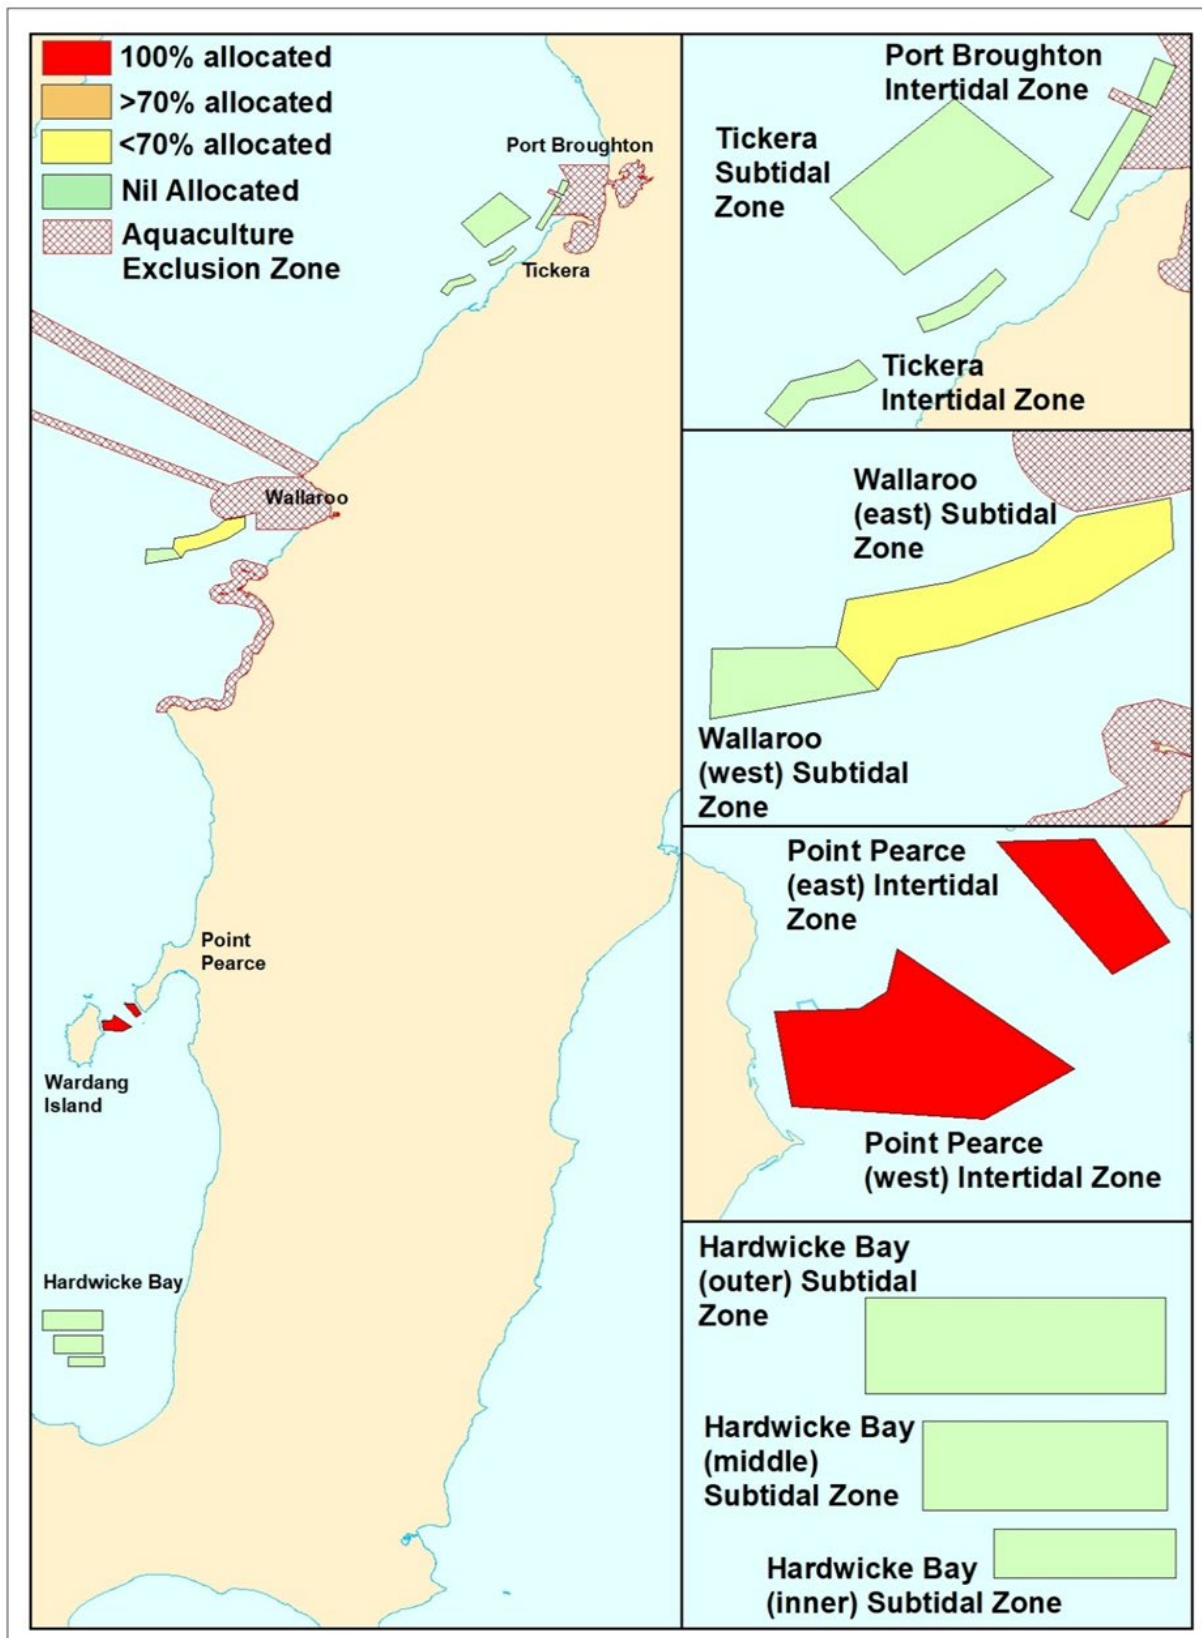 100% allocated
>70% allocated
<70% allocated
Nil Allocated
Aquaculture
Exclusion Zone
Port Broughton
Tickera
Wallaroo
Point
Pearce
Wardang
Island
Hardwicke Bay
Port Broughton
Intertidal Zone
Tickera
Subtidal
Zone
Tickera
Intertidal Zone
Wallaroo
(east) Subtidal
Zone
Wallaroo
(west) Subtidal
Zone
Point Pearce
(east) Intertidal
Zone
Point Pearce
(west) Intertidal Zone
Hardwicke Bay
(outer) Subtidal
Zone
Hardwicke Bay
(middle)
Subtidal Zone
Hardwicke Bay
(inner) Subtidal Zone